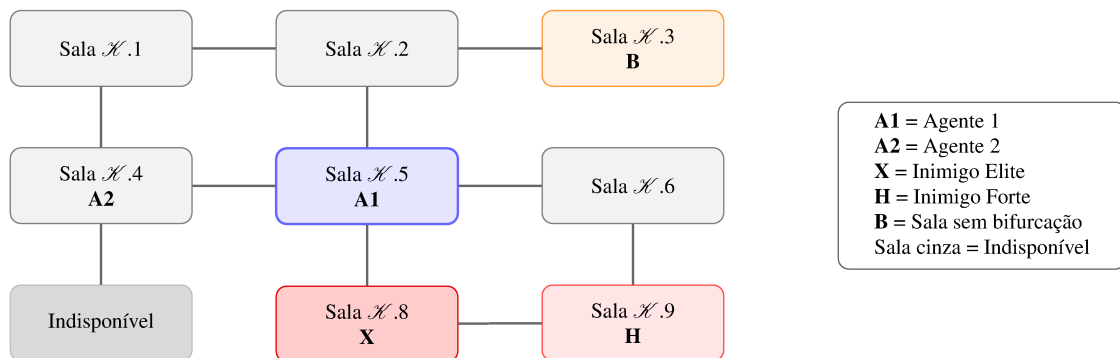 Sala 𝒦.1
Sala 𝒦.2
Sala 𝒦.3
B
Sala 𝒦.4
A2
Sala 𝒦.5
A1
Sala 𝒦.6
Indisponível
Sala 𝒦.8
X
Sala 𝒦.9
H
A1 = Agente 1
A2 = Agente 2
X = Inimigo Elite
H = Inimigo Forte
B = Sala sem bifurcação
Sala cinza = Indisponível